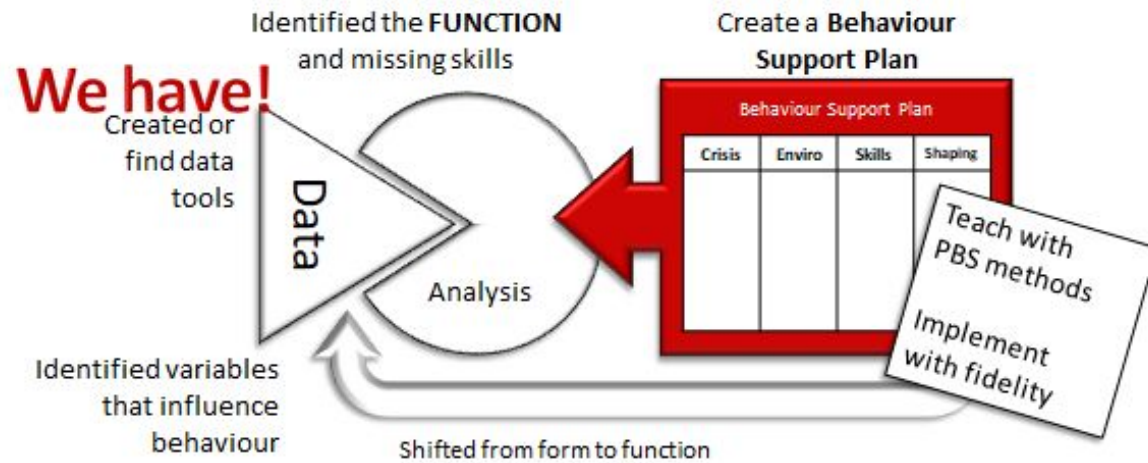 We have!
Created or
find data
tools
Identified the FUNCTION
and missing skills
Create a Behaviour
Support Plan
Data
Analysis
Behaviour Support Plan
Crisis Enviro Skills Shaping
Teach with
PBS methods
Implement
with fidelity
Identified variables
that influence
behaviour
Shifted from form to function